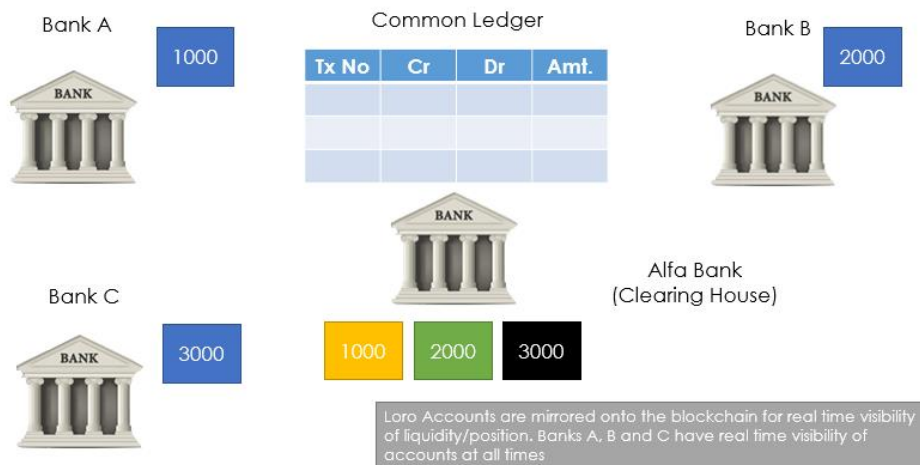 Bank A
1000
BANK
Common Ledger
Tx No Cr Dr Amt.
Bank B
2000
BANK
BANK
Alfa Bank
(Clearing House)
Bank C
3000
BANK
1000 2000 3000
Loro Accounts are mirrored onto the blockchain for real time visibility
of liquidity/position. Banks A, B and C have real time visibility of
accounts at all times